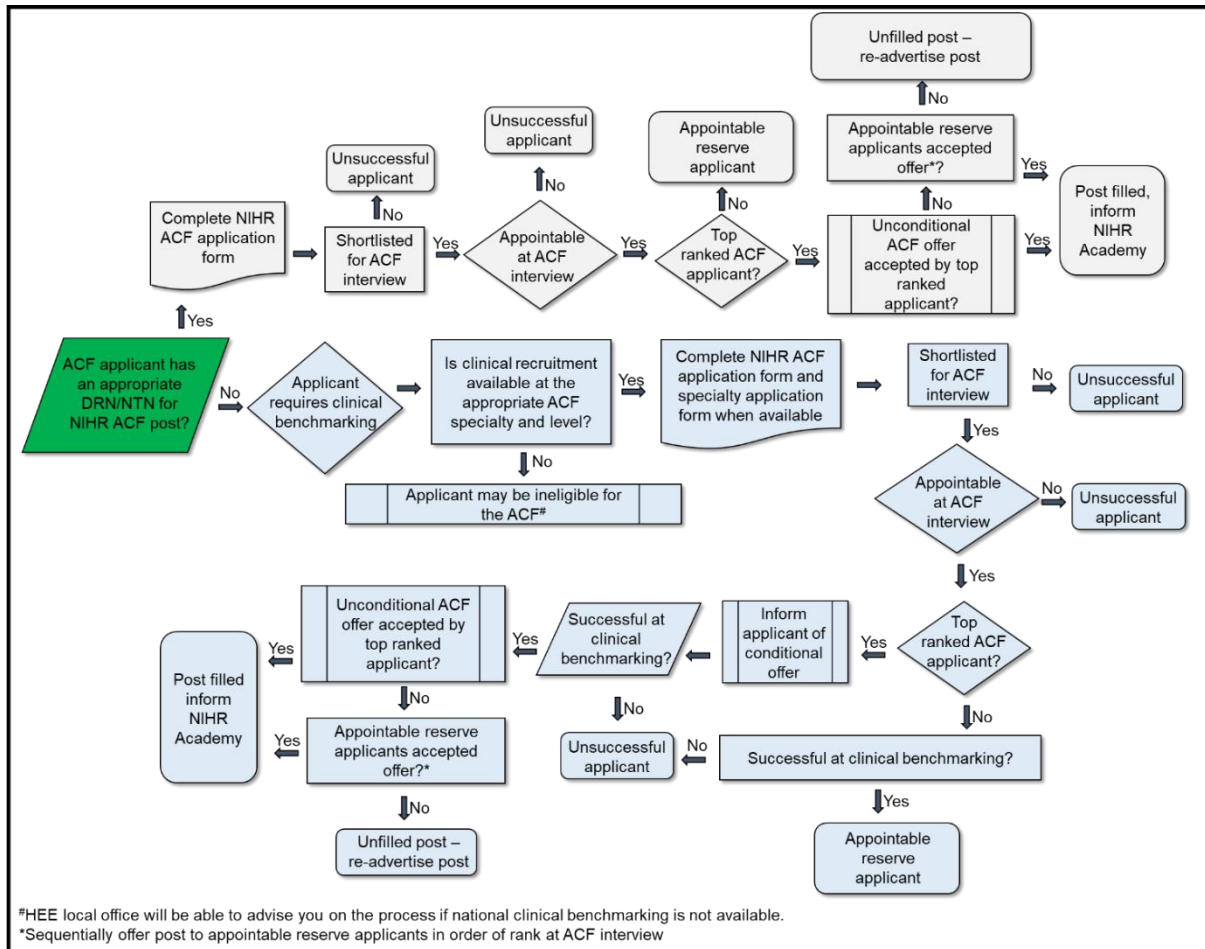 Unfilled post –
re-advertise post
No
Unsuccessful
applicant
Appointable
reserve
applicant
Appointable reserve
applicants accepted
offer*?
Yes
Unsuccessful
applicant
No
No
No
Post filled,
inform
NIHR
Academy
Complete NIHR
ACF application
form
No
Shortlisted
for ACF
interview
Yes
Appointable
at ACF
interview
Yes
Top
ranked ACF
applicant?
Yes
Unconditional
ACF offer
accepted by
top ranked
applicant?
Yes
Yes
ACF applicant has
an appropriate
DRN/NTN for
NIHR ACF post?
No
Applicant
requires clinical
benchmarking
Is clinical recruitment
available at the
appropriate ACF
specialty and level?
Yes
Complete NIHR ACF
application form and
specialty application
form when available
Shortlisted
for ACF
interview
No
Unsuccessful
applicant
No
Yes
Applicant may be ineligible for
the ACF#
Appointable
at ACF
interview
No
Unsuccessful
applicant
Yes
Unconditional ACF
offer accepted by
top ranked
applicant?
Yes
Successful at
clinical
benchmarking?
Inform
applicant of
conditional
offer
Yes
Top
ranked ACF
applicant?
Yes
Post filled
inform
NIHR
Academy
No
No
No
Yes
Appointable reserve
applicants accepted
offer?*
Unsuccessful
applicant
No
Successful at clinical benchmarking?
No
Yes
Unfilled post –
re-advertise post
Appointable
reserve
applicant
#HEE local office will be able to advise you on the process if national clinical benchmarking is not available.
*Sequentially offer post to appointable reserve applicants in order of rank at ACF interview